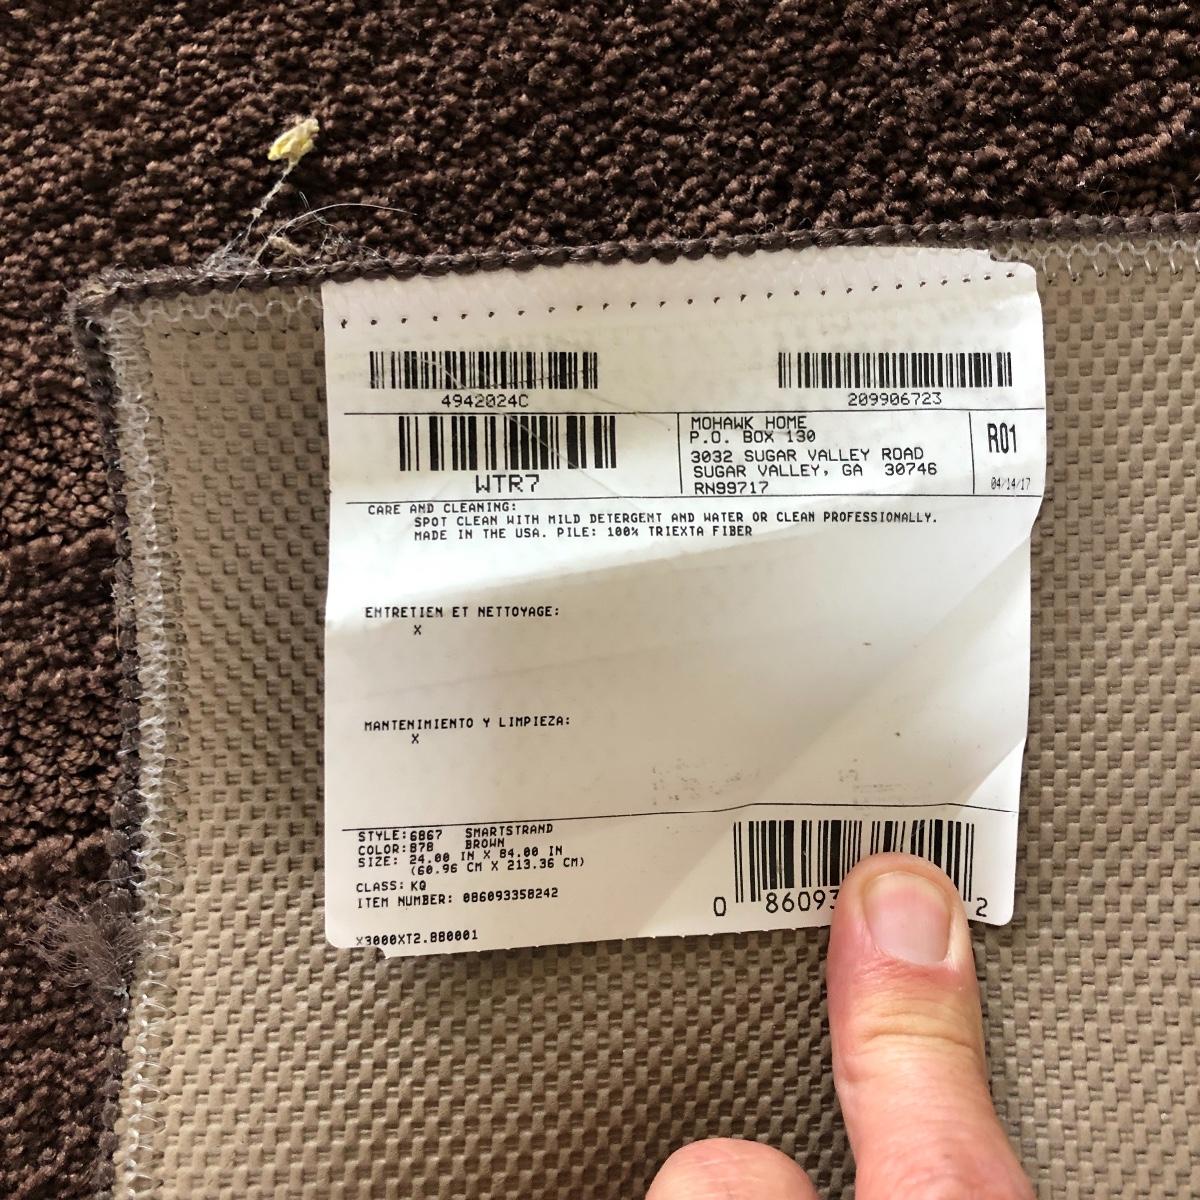 4942024C
209906723
WTR7
MOHAWK HOME
P.O. BOX 130
3032 SUGAR VALLEY ROAD
SUGAR VALLEY, GA 30746
RN99717
R01
04/14/17
CARE AND CLEANING:
SPOT CLEAN WITH MILD DETERGENT AND WATER OR CLEAN PROFESSIONALLY.
MADE IN THE USA. PILE: 100% TRIEXTA FIBER
ENTRETIEN ET NETTOYAGE:
X
MANTENIMIENTO Y LIMPIEZA:
X
STYLE:6867 SMARTSTRAND
COLOR:878 BROWN
SIZE: 24.00 IN X 84.00 IN
(60.96 CM X 213.36 CM)
CLASS: KQ
ITEM NUMBER: 086093358242
X3000XT2.880001
0 86093 2